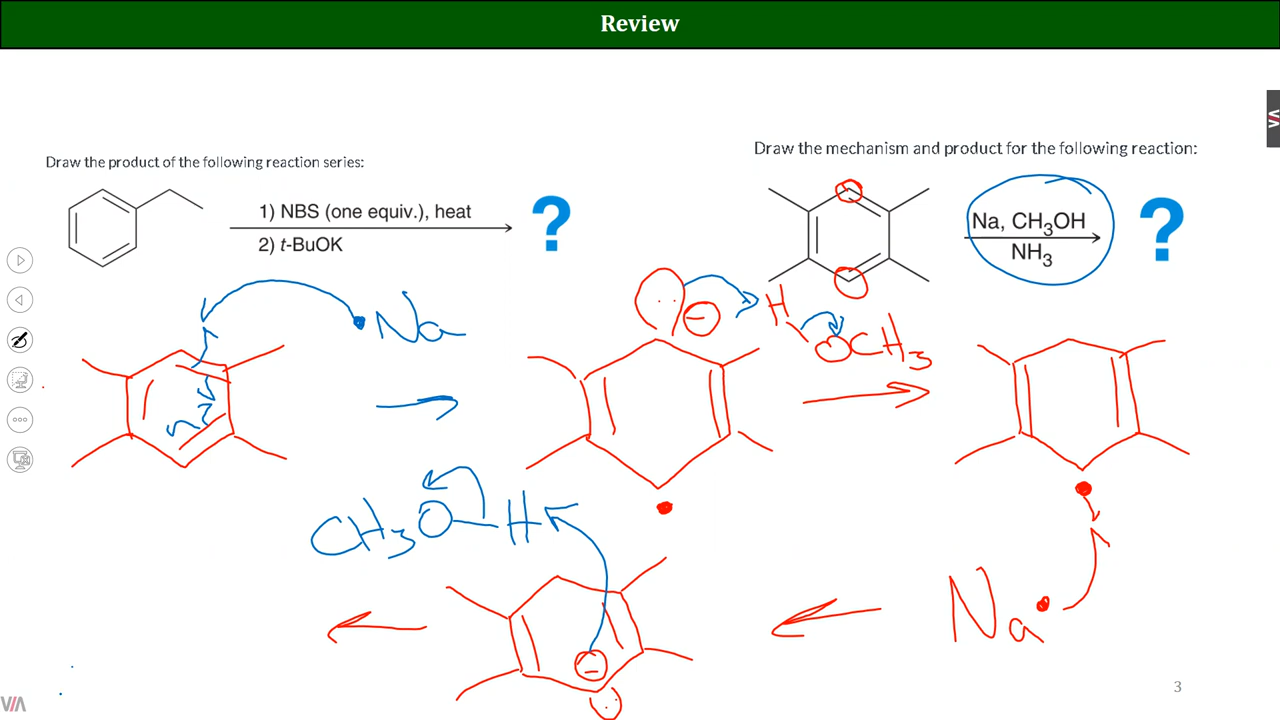 Review
Draw the product of the following reaction series:
1) NBS (one equiv.), heat
2) t-BuOK
?
Draw the mechanism and product for the following reaction:
Na, CH3OH
NH3
?
Na
H
OCH3
CH3O-H
Na
3
VIA